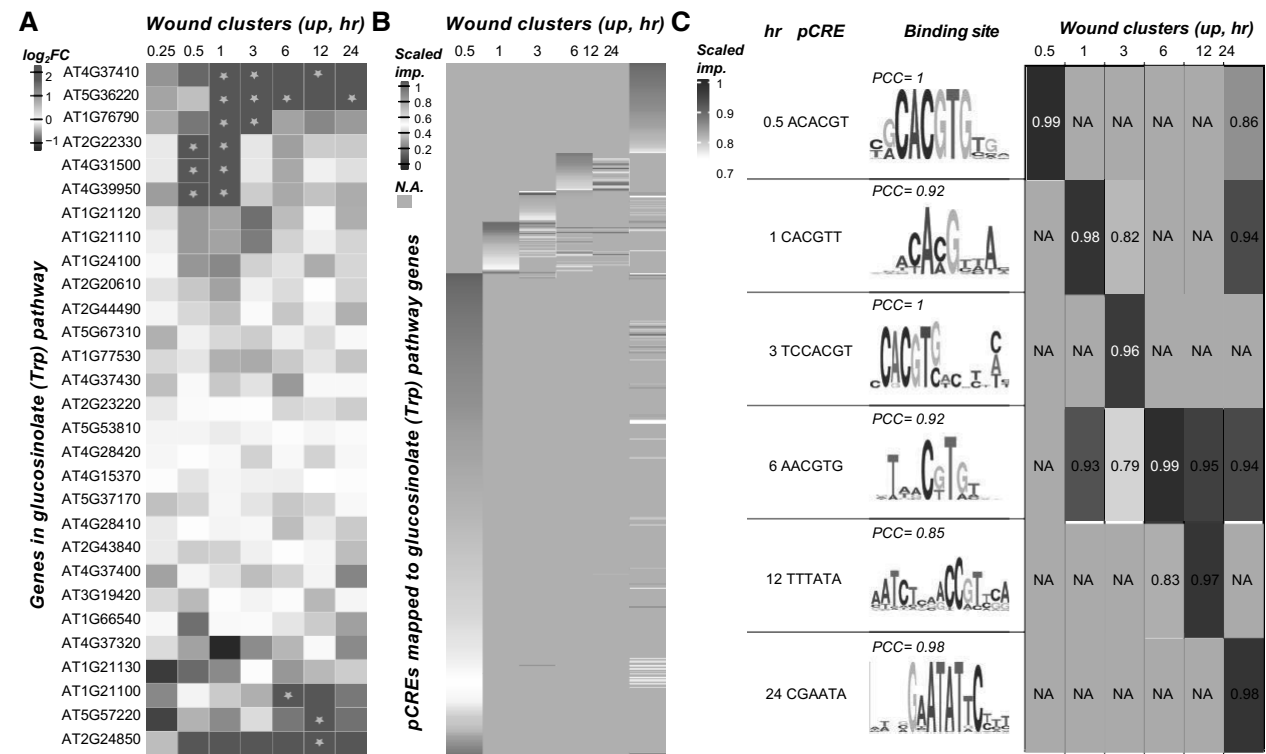 A
Wound clusters (up, hr)
log2FC
0.25 0.5 1 3 6 12 24
2
1
0
−1
AT4G37410
AT5G36220
AT1G76790
AT2G22330
AT4G31500
AT4G39950
AT1G21120
AT1G21110
AT1G24100
AT2G20610
AT2G44490
AT5G67310
AT1G77530
AT4G37430
AT2G23220
AT5G53810
AT4G28420
AT4G15370
AT5G37170
AT4G28410
AT2G43840
AT4G37400
AT3G19420
AT1G66540
AT4G37320
AT1G21130
AT1G21100
AT5G57220
AT2G24850
Genes in glucosinolate (Trp) pathway
B
Wound clusters (up, hr)
Scaled
imp.
0.5 1 3 6 12 24
1
0.8
0.6
0.4
0.2
0
N.A.
pCREs mapped to glucosinolate (Trp) pathway genes
C
hr pCRE Binding site Wound clusters (up, hr)
Scaled
imp.
0.5 1 3 6 12 24
1
0.9
0.8
0.7
PCC= 1
0.5 ACACGT 0.99 NA NA NA NA 0.86
PCC= 0.92
1 CACGTT NA 0.98 0.82 NA NA 0.94
PCC= 1
3 TCCACGT NA NA 0.96 NA NA NA
PCC= 0.92
6 AACGTG NA 0.93 0.79 0.99 0.95 0.94
PCC= 0.85
12 TTTATA NA NA NA 0.83 0.97 NA
PCC= 0.98
24 CGAATA NA NA NA NA NA 0.98